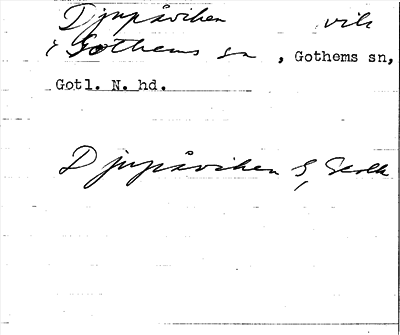 Djupåviken vik
i Gothems sn , Gothems sn,
Gotl. N. hd.
Djupåviken G,